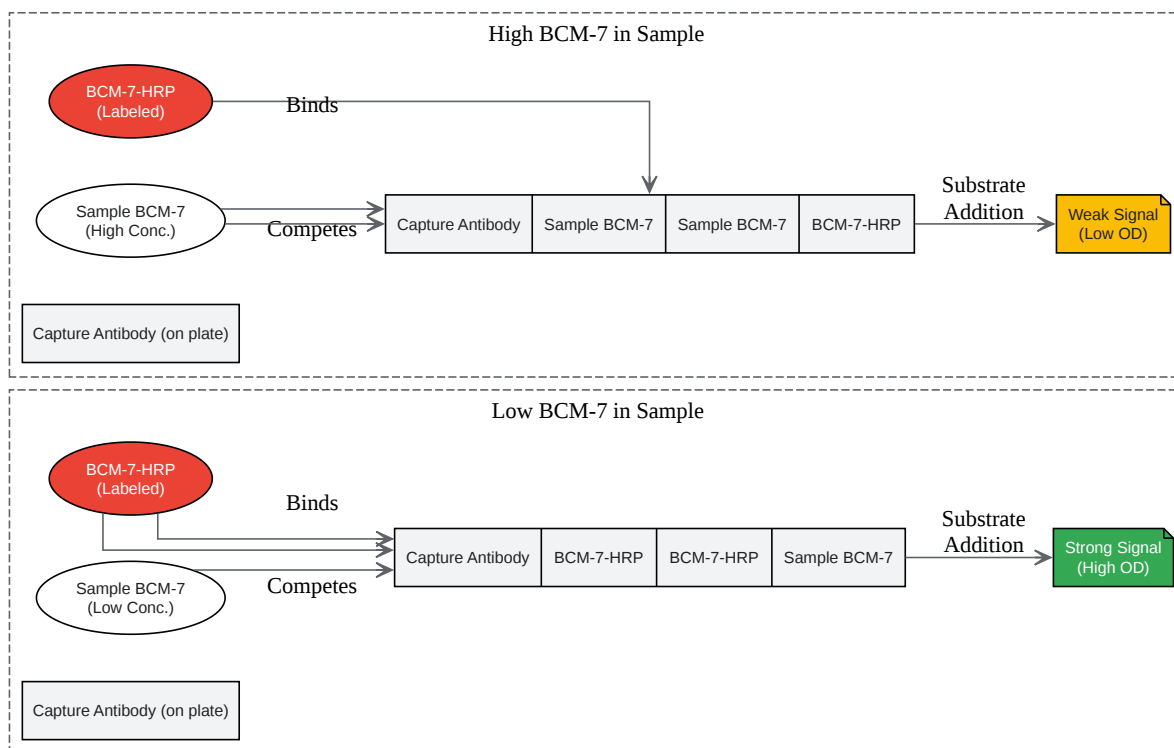 High BCM-7 in Sample
BCM-7-HRP
(Labeled)
Binds
Sample BCM-7
(High Conc.)
Competes
Capture Antibody
Sample BCM-7
Sample BCM-7
BCM-7-HRP
Substrate
Addition
Weak Signal
(Low OD)
Capture Antibody (on plate)
Low BCM-7 in Sample
BCM-7-HRP
(Labeled)
Binds
Sample BCM-7
(Low Conc.)
Competes
Capture Antibody
BCM-7-HRP
BCM-7-HRP
Sample BCM-7
Substrate
Addition
Strong Signal
(High OD)
Capture Antibody (on plate)